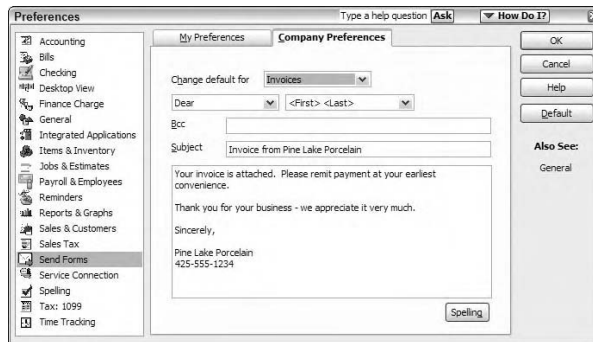 Preferences
Type a help question Ask
How Do I?
Accounting
Bills
Checking
Desktop View
Finance Charge
General
Integrated Applications
Items & Inventory
Jobs & Estimates
Payroll & Employees
Reminders
Reports & Graphs
Sales & Customers
Sales Tax
Send Forms
Service Connection
Spelling
Tax: 1099
Time Tracking
My Preferences
Company Preferences
Change default for Invoices
Dear <First> <Last>
Bcc
Subject Invoice from Pine Lake Porcelain
Your invoice is attached. Please remit payment at your earliest
convenience.
Thank you for your business - we appreciate it very much.
Sincerely,
Pine Lake Porcelain
425-555-1234
Spelling
OK
Cancel
Help
Default
Also See:
General